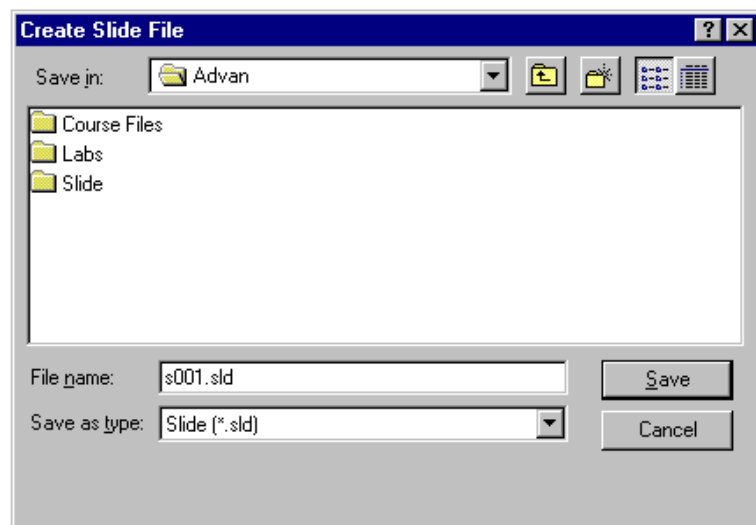 Create Slide File
Save in: Advan
Course Files
Labs
Slide
File name: s001.sld Save
Save as type: Slide (*.sld) Cancel